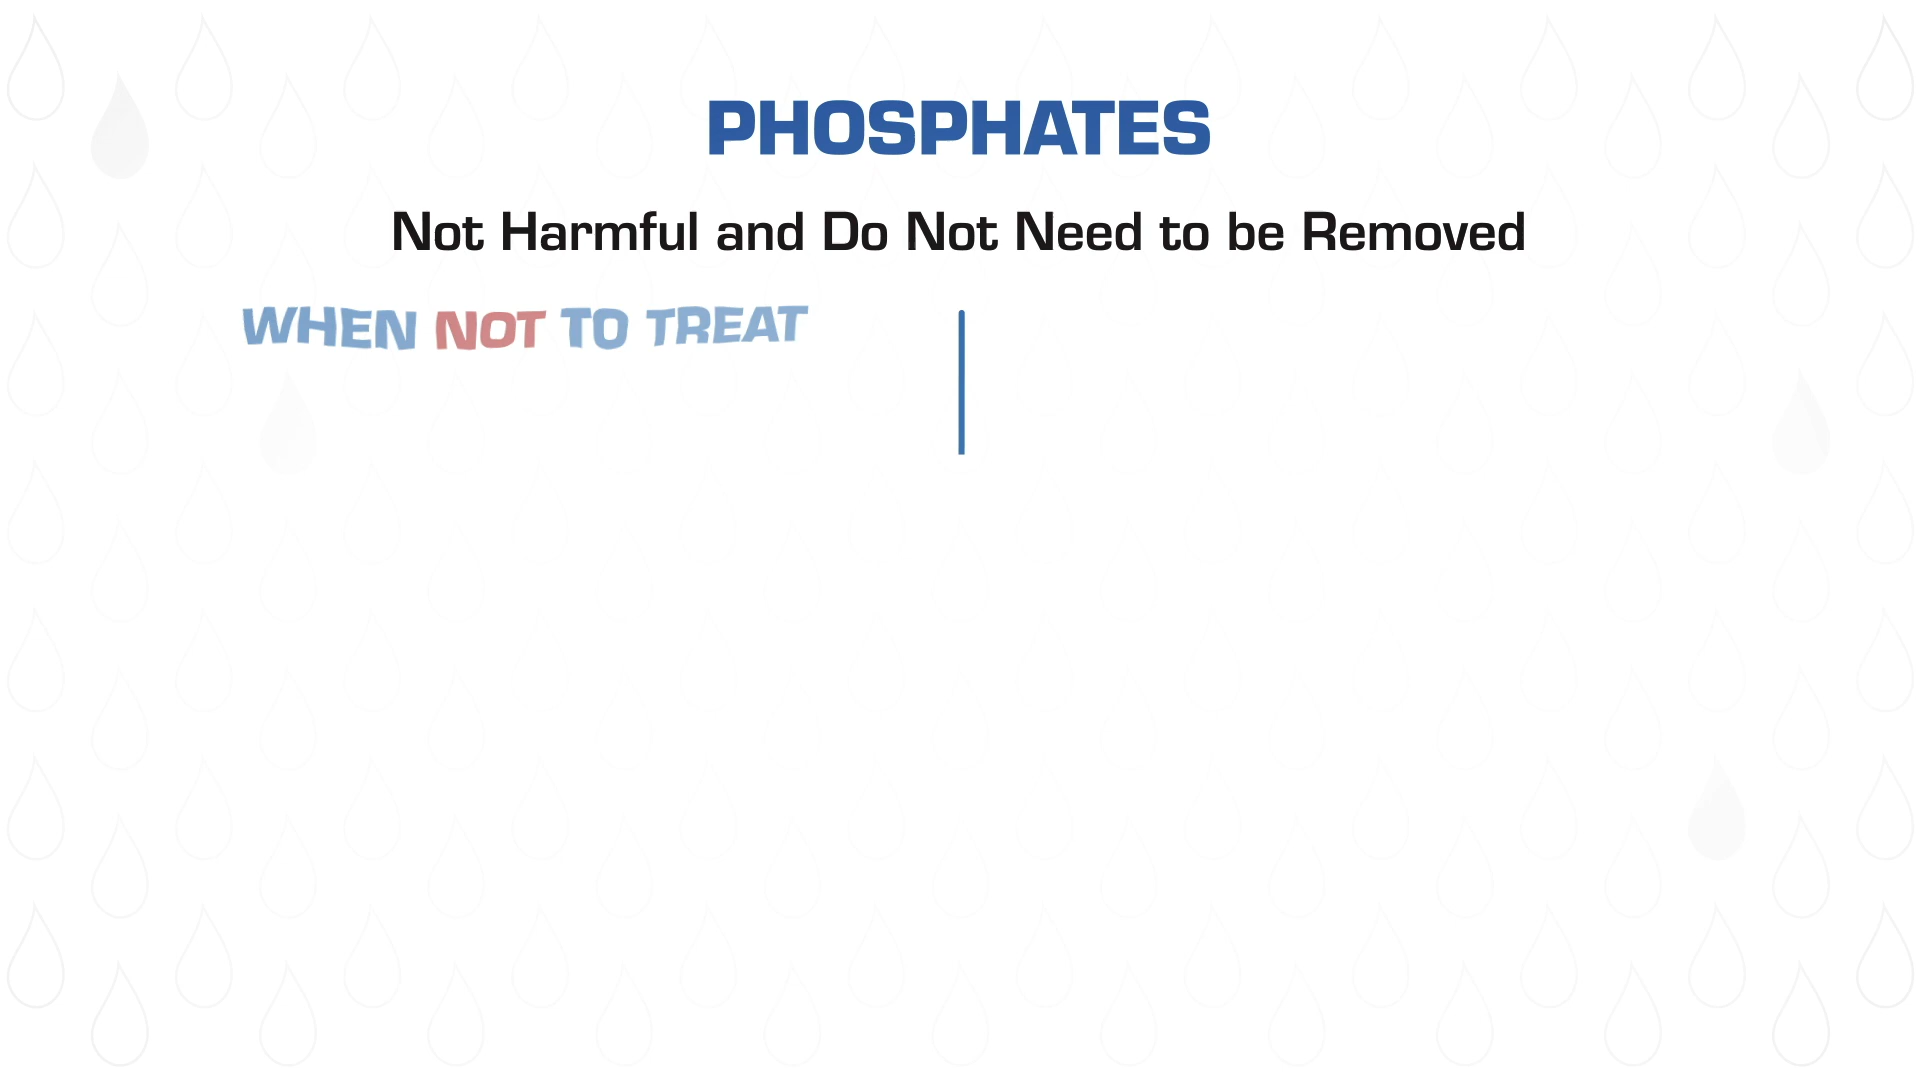 PHOSPHATES
Not Harmful and Do Not Need to be Removed
WHEN NOT TO TREAT